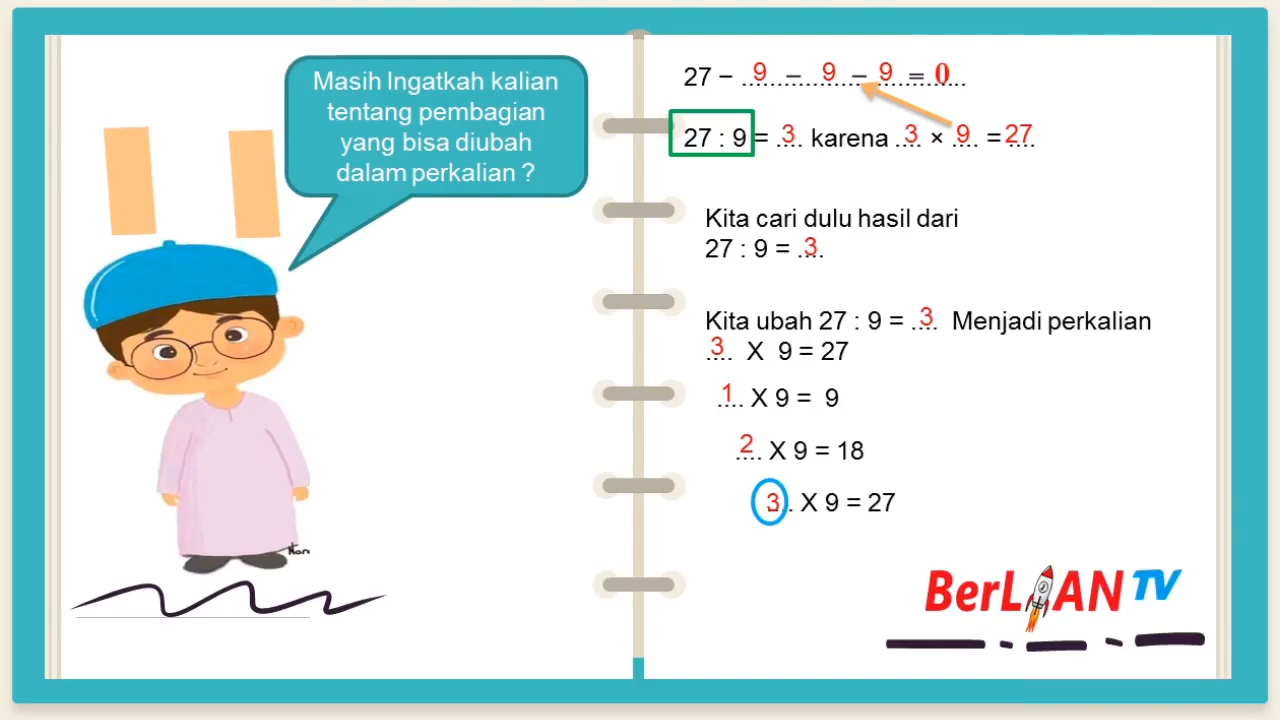 Masih Ingatkah kalian
tentang pembagian
yang bisa diubah
dalam perkalian ?
27 – ...9... – ...9... – ...9... = 0...
27 : 9 = .3.. karena .3.. × .9.. = 27
Kita cari dulu hasil dari
27 : 9 = .3..
Kita ubah 27 : 9 = .3.. Menjadi perkalian
.3.. X 9 = 27
.1.. X 9 = 9
.2.. X 9 = 18
.3.. X 9 = 27
BerLIAN TV